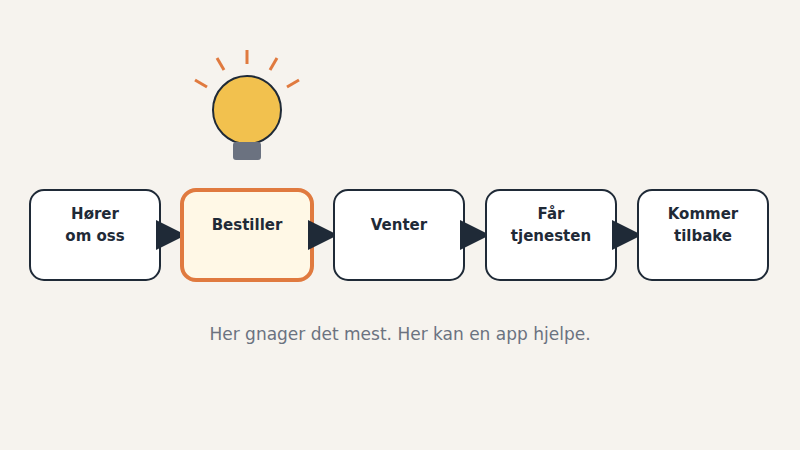 Hører
om oss
Bestiller
Venter
Får
tjenesten
Kommer
tilbake
Her gnager det mest. Her kan en app hjelpe.